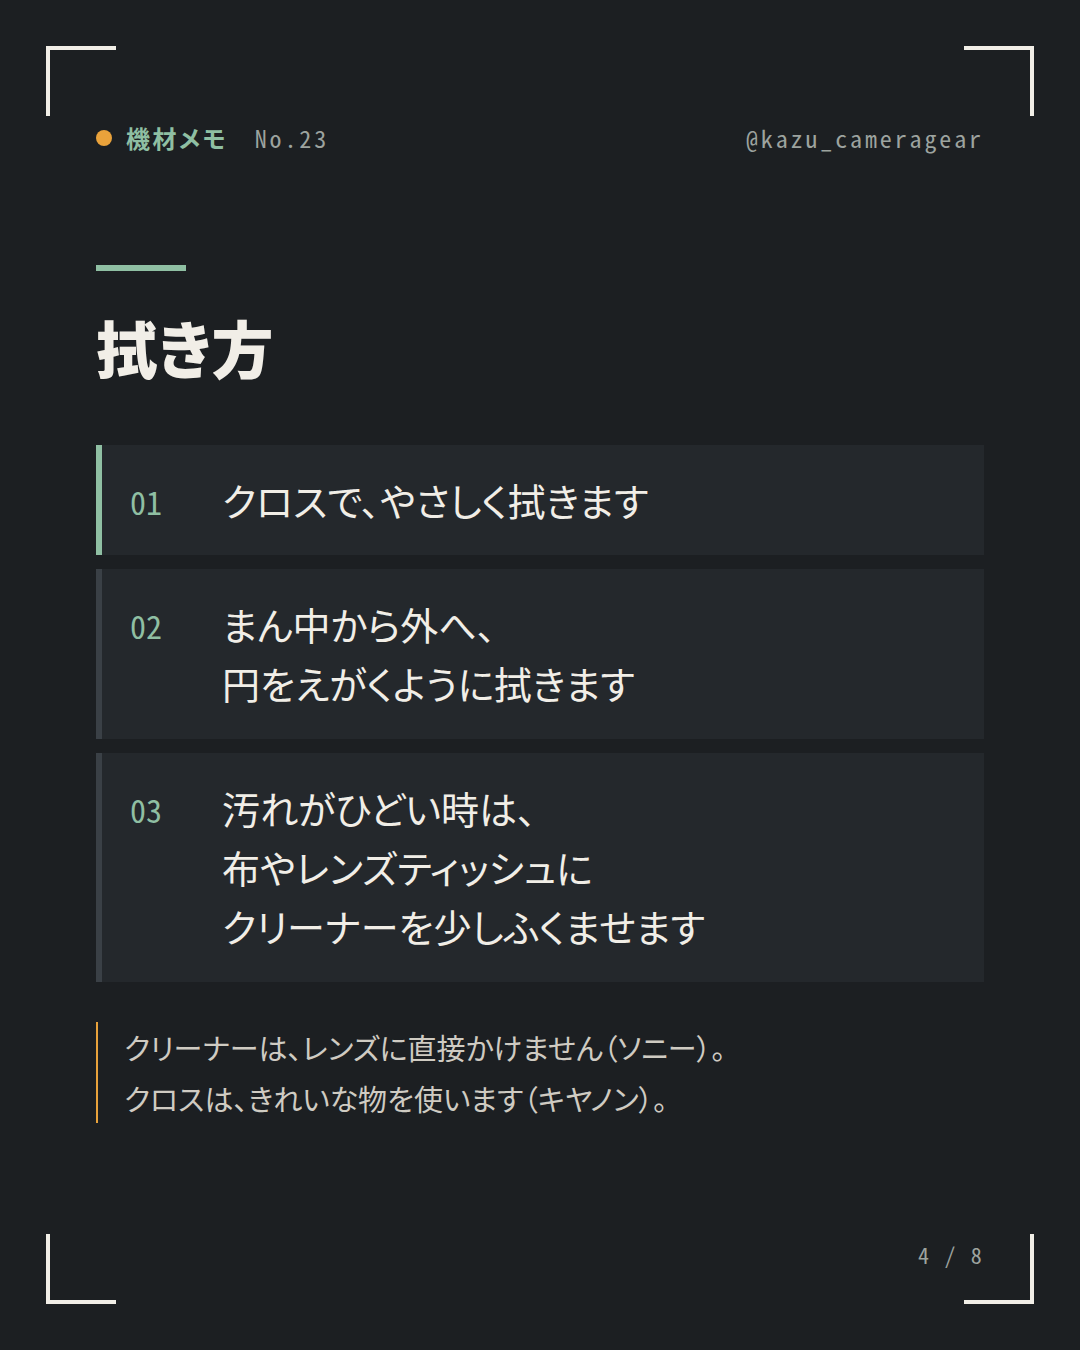 機材メモ No.23 @kazu_cameragear
拭き方
01 クロスで、やさしく拭きます
02 まん中から外へ、
円をえがくように拭きます
03 汚れがひどい時は、
布やレンズティッシュに
クリーナーを少しふくませます
クリーナーは、レンズに直接かけません（ソニー）。
クロスは、きれいな物を使います（キヤノン）。
4 / 8